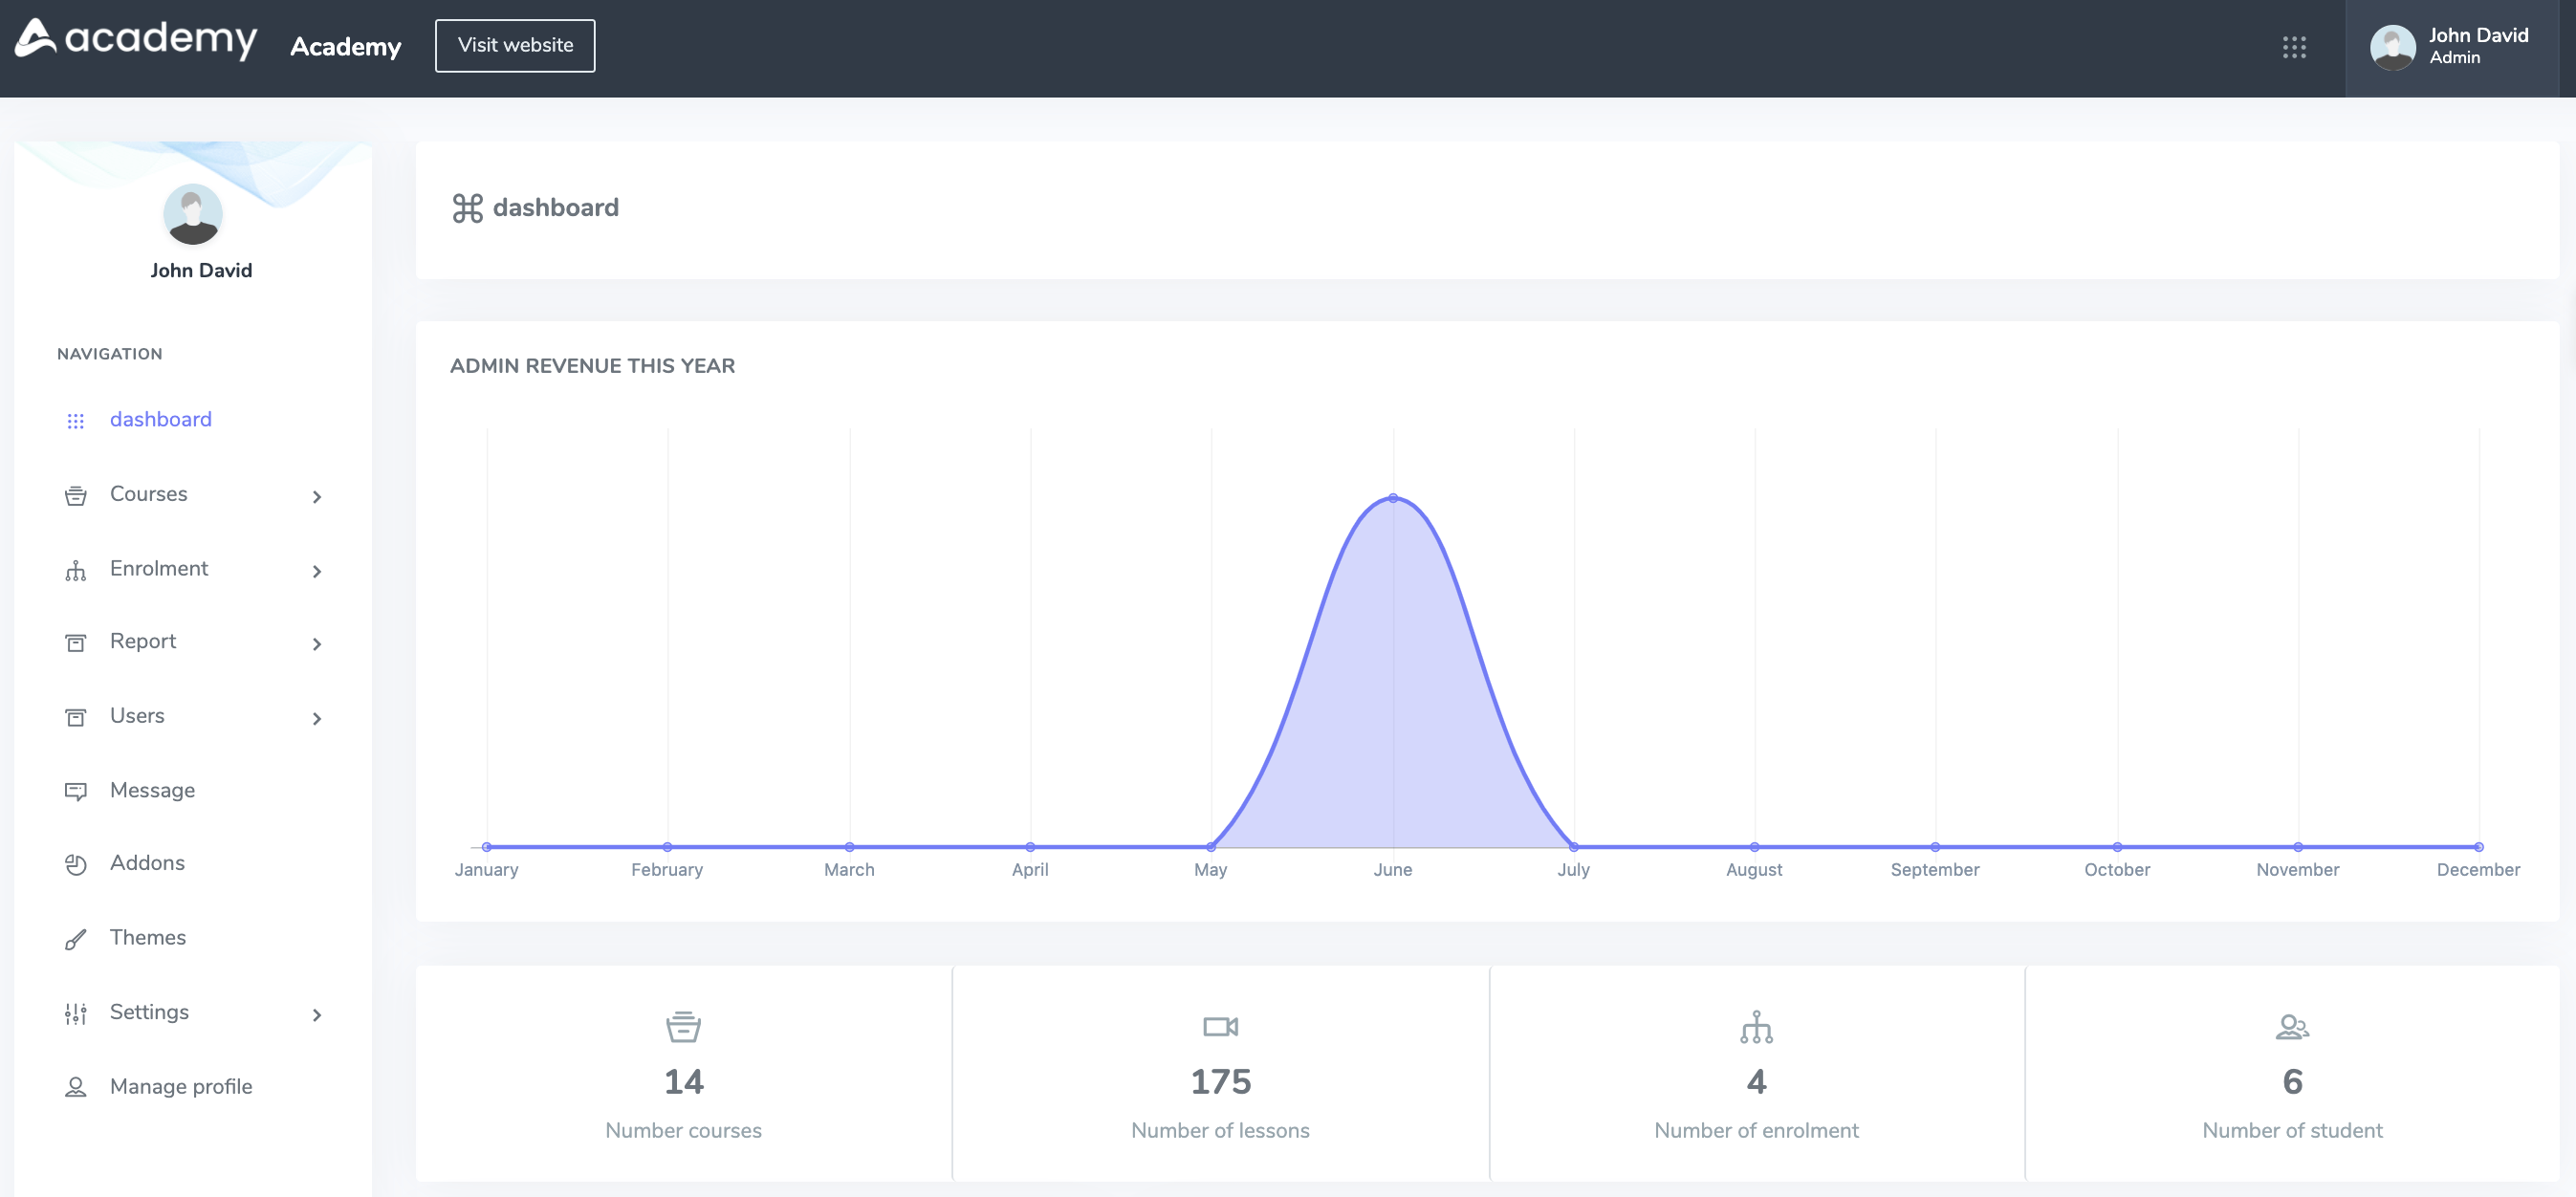 academy
Academy
Visit website
John David
Admin
John David
NAVIGATION
dashboard
Courses
Enrolment
Report
Users
Message
Addons
Themes
Settings
Manage profile
dashboard
ADMIN REVENUE THIS YEAR
January February March April May June July August September October November December
14
Number courses
175
Number of lessons
4
Number of enrolment
6
Number of student